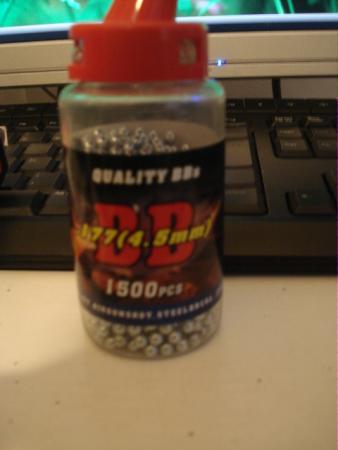 QUALITY BBs
BB
.177(4.5mm)
1500PCS